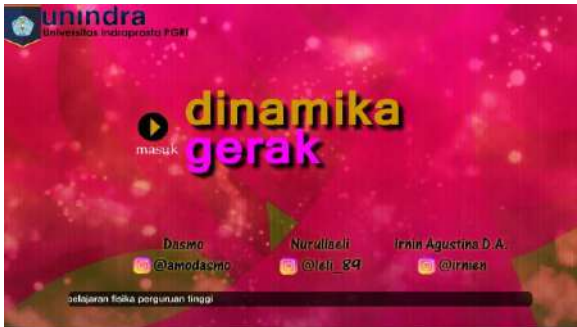 unindra
Universitas Indraprasta PGRI
dinamika
masuk gerak
Dasmo Nurullaeli Irnin Agustina D.A.
@amodasmo @leli_89 @irnien
pelajaran fisika perguruan tinggi